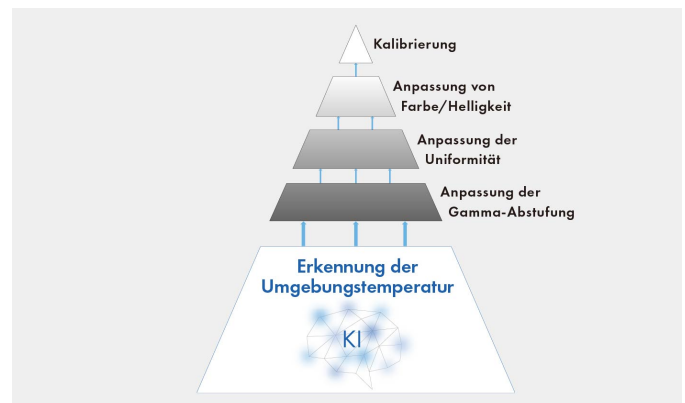 Kalibrierung
Anpassung von
Farbe/Helligkeit
Anpassung der
Uniformität
Anpassung der
Gamma-Abstufung
Erkennung der
Umgebungstemperatur
KI